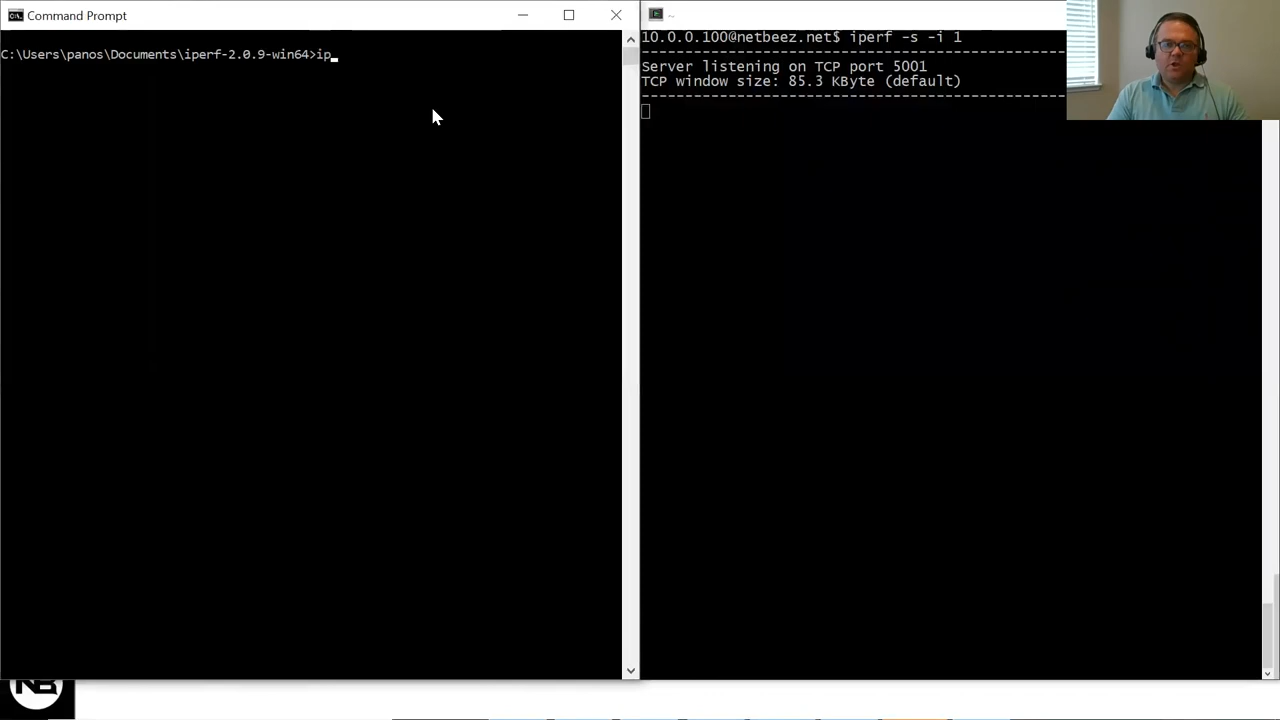 Command Prompt
C:\Users\panos\Documents\iperf-2.0.9-win64>ip
~
10.0.0.100@netbeez.net$ iperf -s -i 1
------------------------------------------------------------
Server listening on TCP port 5001
TCP window size: 85.3 KByte (default)
------------------------------------------------------------
NB